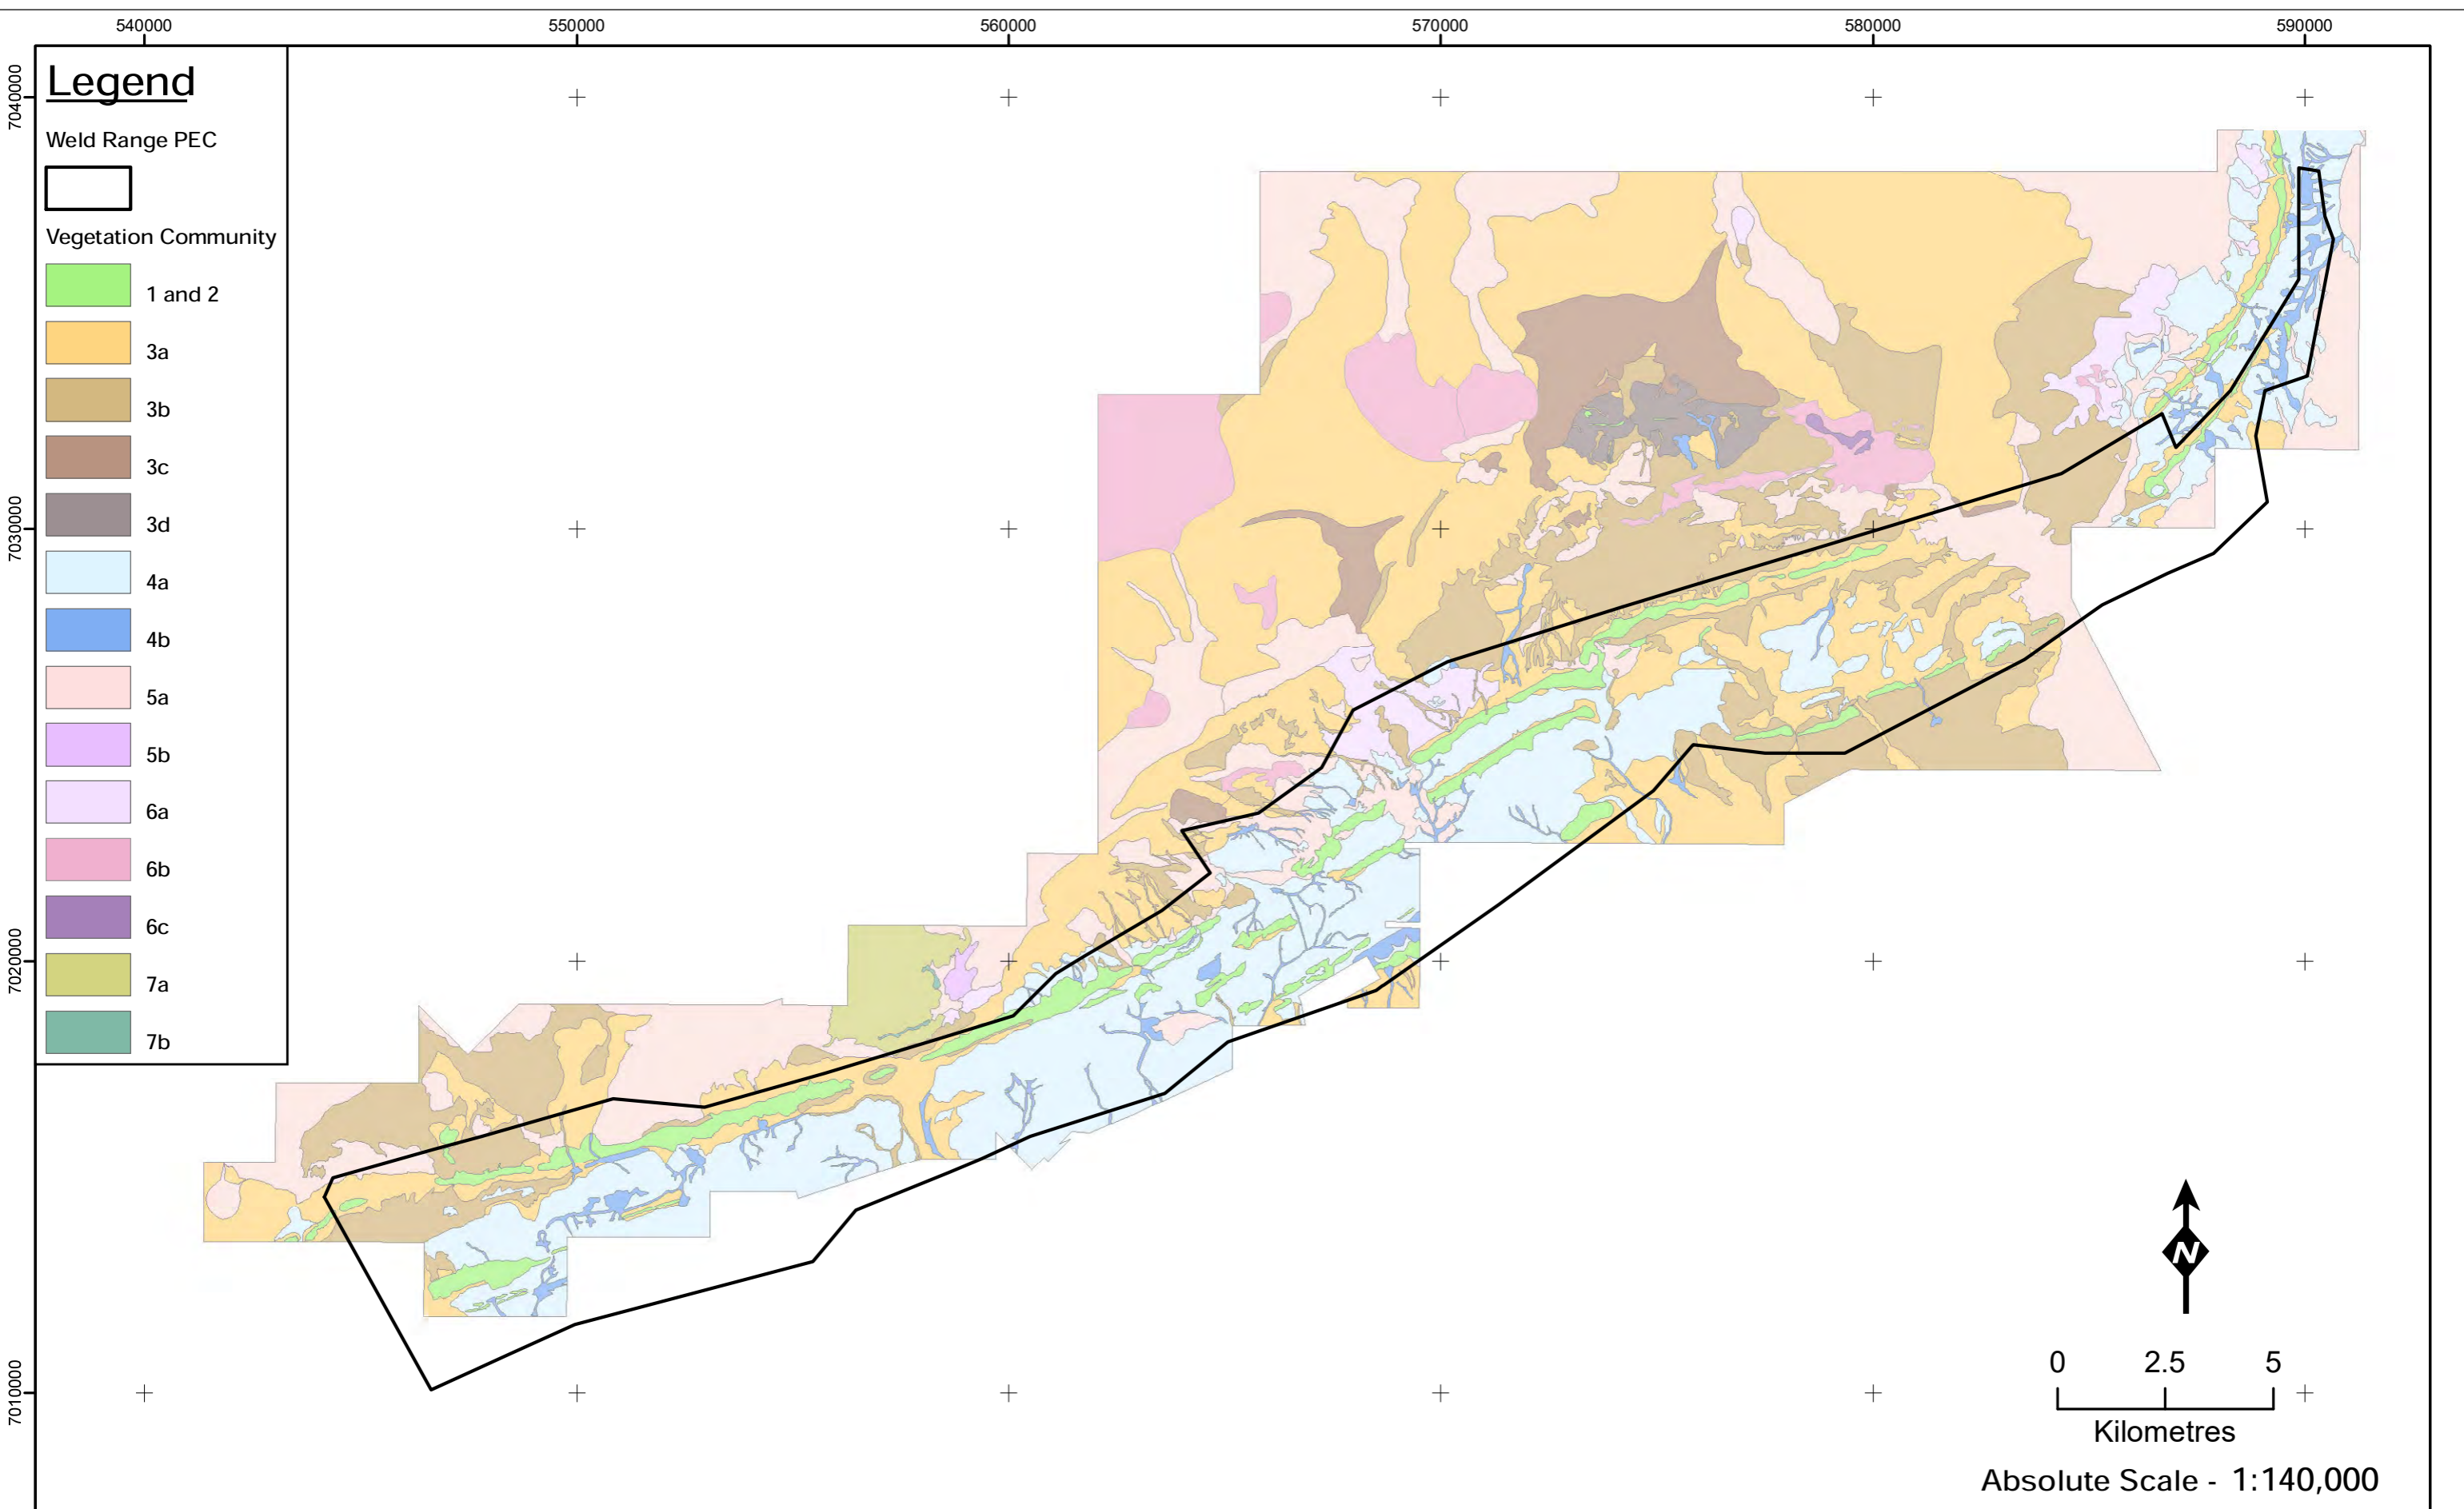 540000 550000 560000 570000 580000 590000
7040000
7030000
7020000
7010000
Legend
Weld Range PEC
Vegetation Community
1 and 2
3a
3b
3c
3d
4a
4b
5a
5b
6a
6b
6c
7a
7b
N
0 2.5 5
Kilometres
Absolute Scale - 1:140,000